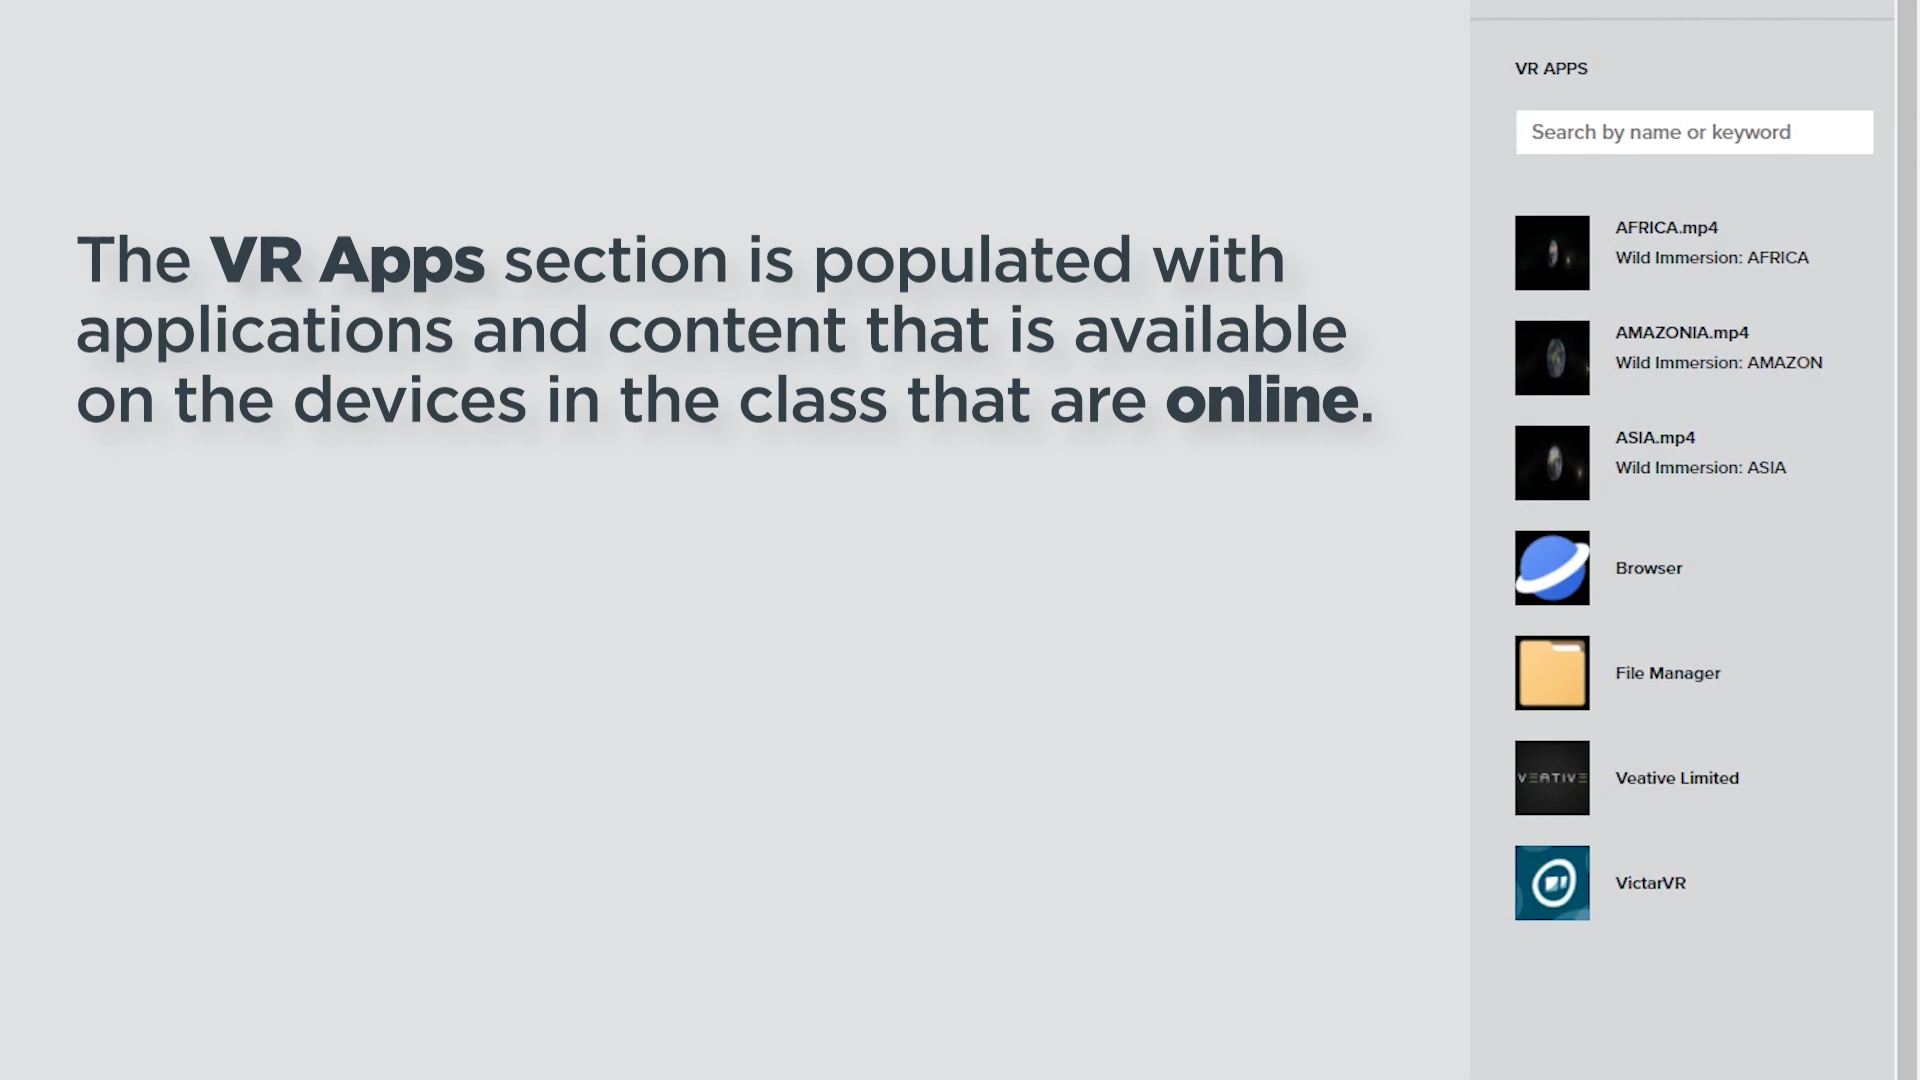 The VR Apps section is populated with
applications and content that is available
on the devices in the class that are online.
VR APPS
Search by name or keyword
AFRICA.mp4
Wild Immersion: AFRICA
AMAZONIA.mp4
Wild Immersion: AMAZON
ASIA.mp4
Wild Immersion: ASIA
Browser
File Manager
VEATIVE
Veative Limited
VictarVR